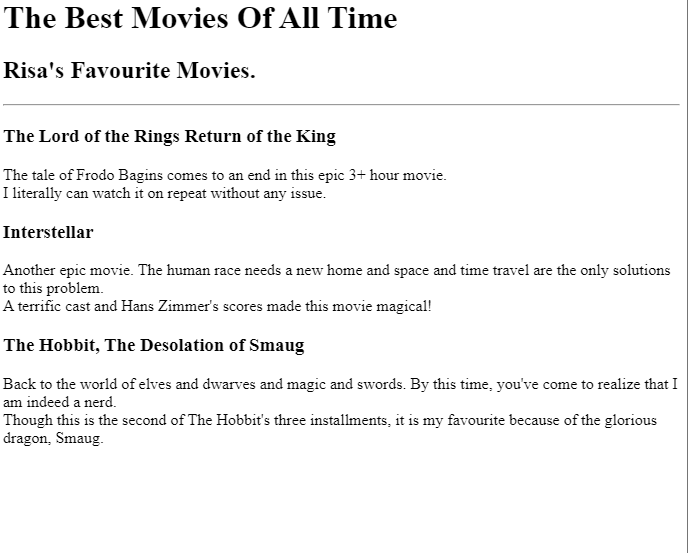 The Best Movies Of All Time
Risa's Favourite Movies.
The Lord of the Rings Return of the King
The tale of Frodo Bagins comes to an end in this epic 3+ hour movie.
I literally can watch it on repeat without any issue.
Interstellar
Another epic movie. The human race needs a new home and space and time travel are the only solutions
to this problem.
A terrific cast and Hans Zimmer's scores made this movie magical!
The Hobbit, The Desolation of Smaug
Back to the world of elves and dwarves and magic and swords. By this time, you've come to realize that I
am indeed a nerd.
Though this is the second of The Hobbit's three installments, it is my favourite because of the glorious
dragon, Smaug.